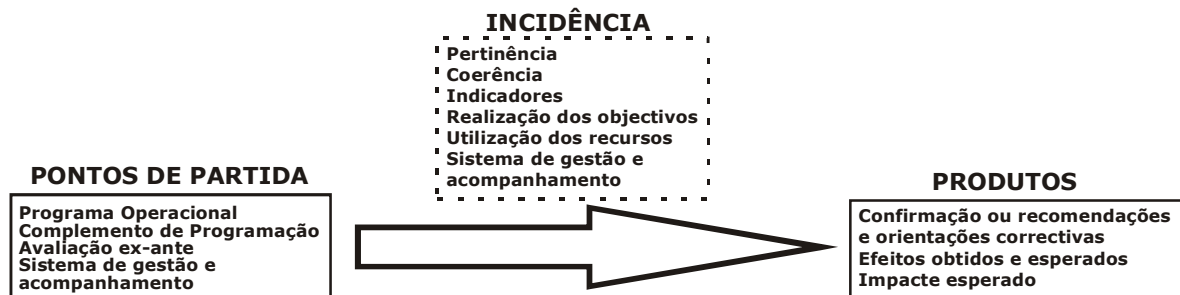 INCIDÊNCIA
Pertinência
Coerência
Indicadores
Realização dos objectivos
Utilização dos recursos
Sistema de gestão e
acompanhamento
PONTOS DE PARTIDA
Programa Operacional
Complemento de Programação
Avaliação ex-ante
Sistema de gestão e
acompanhamento
PRODUTOS
Confirmação ou recomendações
e orientações correctivas
Efeitos obtidos e esperados
Impacte esperado